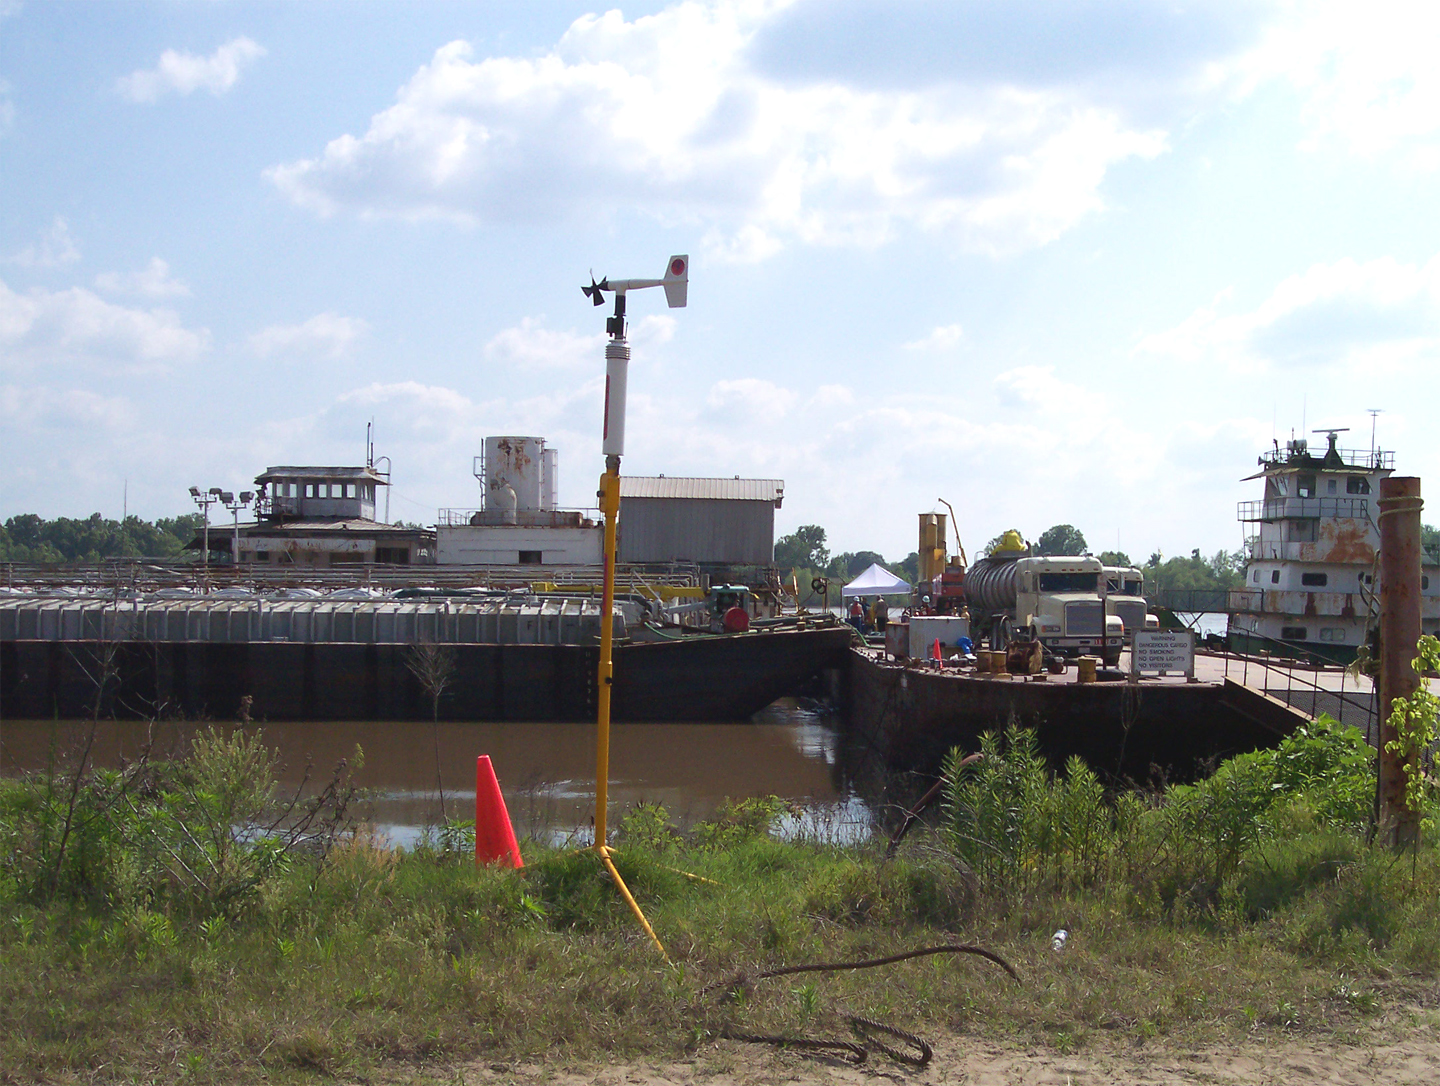 WARNING
DANGEROUS CARGO
NO SMOKING
NO OPEN LIGHTS
NO VISITORS